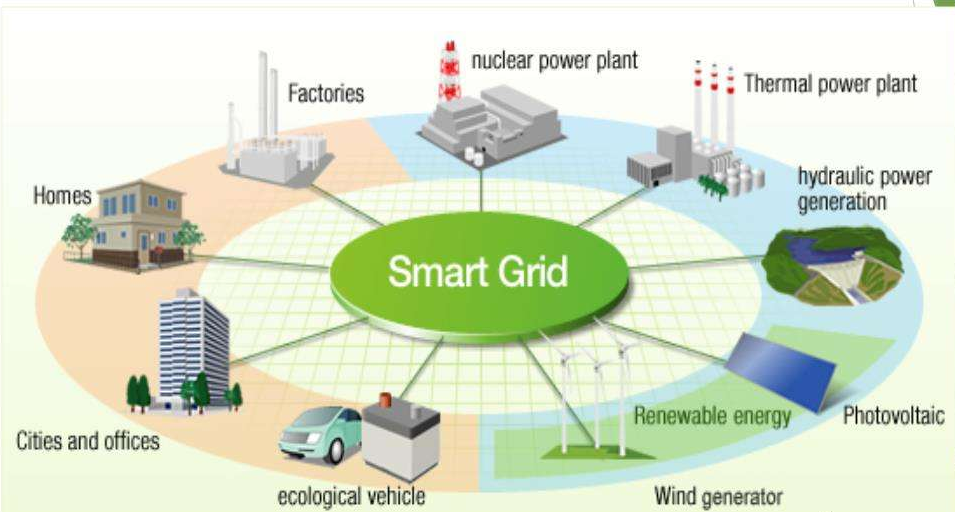 nuclear power plant
Factories
Thermal power plant
Homes
hydraulic power
generation
Smart Grid
Renewable energy
Photovoltaic
Cities and offices
ecological vehicle
Wind generator